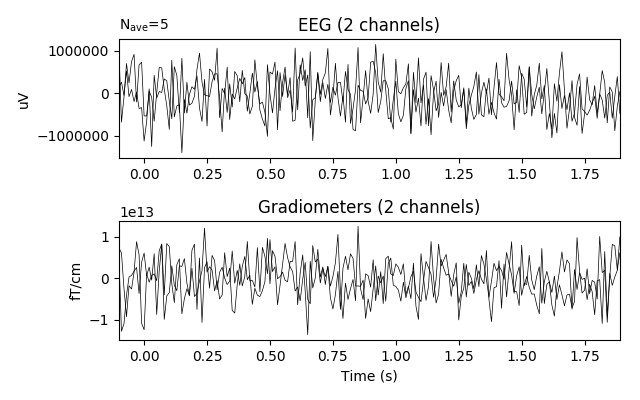 N_ave=5
EEG (2 channels)
1000000
0
−1000000
uV
0.00 0.25 0.50 0.75 1.00 1.25 1.50 1.75
1e13
Gradiometers (2 channels)
1
0
−1
fT/cm
0.00 0.25 0.50 0.75 1.00 1.25 1.50 1.75
Time (s)